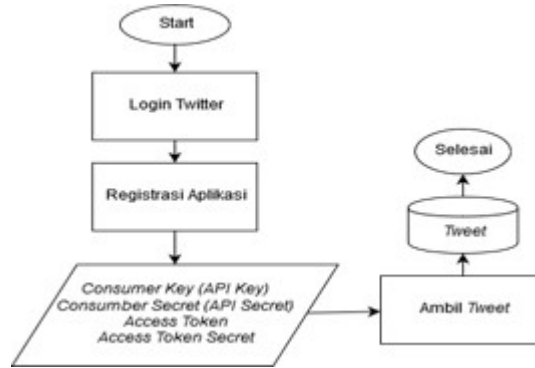 Start
Login Twitter
Registrasi Aplikasi
Consumer Key (API Key)
Consumber Secret (API Secret)
Access Token
Access Token Secret
Ambil Tweet
Tweet
Selesai